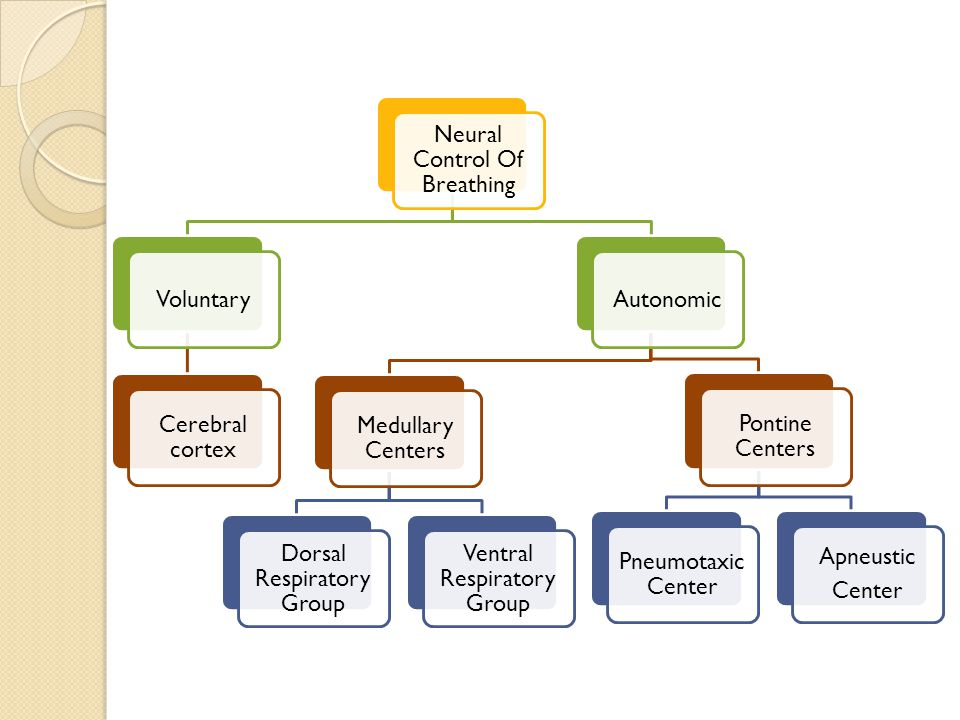 Neural
Control Of
Breathing
Voluntary
Autonomic
Cerebral
cortex
Medullary
Centers
Pontine
Centers
Dorsal
Respiratory
Group
Ventral
Respiratory
Group
Pneumotaxic
Center
Apneustic
Center